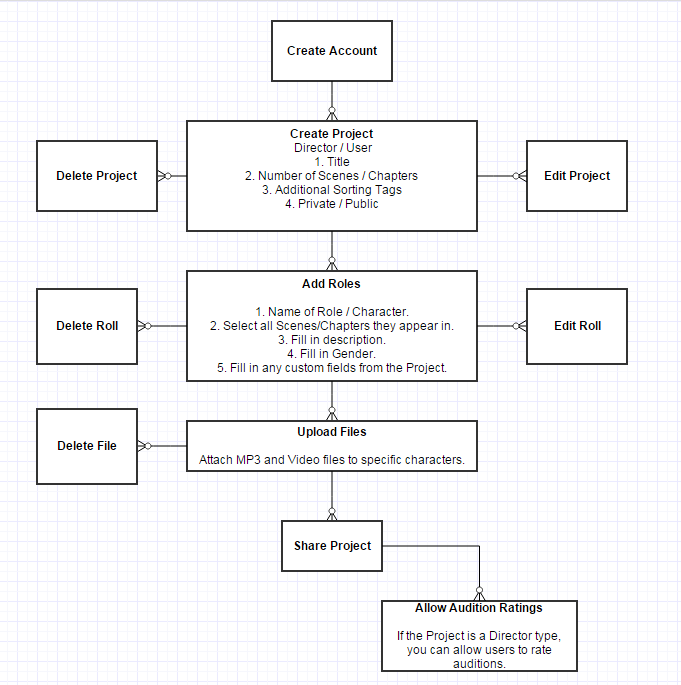 Create Account
Create Project
Director / User
1. Title
2. Number of Scenes / Chapters
3. Additional Sorting Tags
4. Private / Public
Delete Project
Edit Project
Add Roles
1. Name of Role / Character.
2. Select all Scenes/Chapters they appear in.
3. Fill in description.
4. Fill in Gender.
5. Fill in any custom fields from the Project.
Delete Roll
Edit Roll
Upload Files
Attach MP3 and Video files to specific characters.
Delete File
Share Project
Allow Audition Ratings
If the Project is a Director type,
you can allow users to rate
auditions.